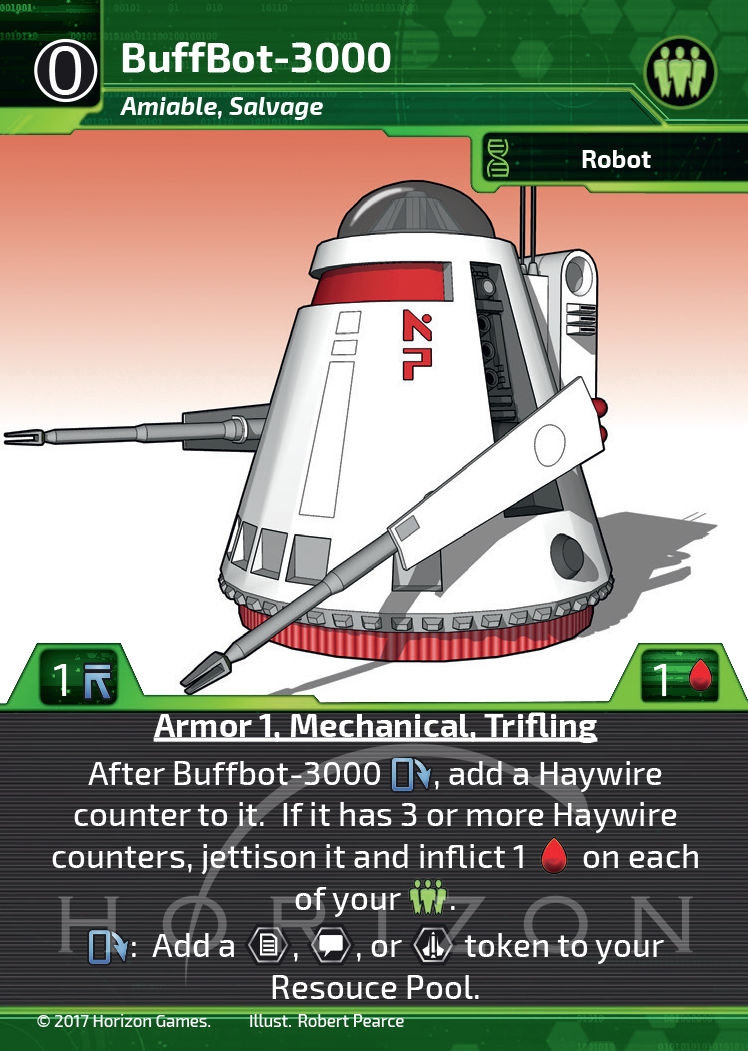 0
BuffBot-3000
Amiable, Salvage
Robot
1
1
Armor 1, Mechanical, Trifling
After Buffbot-3000 , add a Haywire
counter to it. If it has 3 or more Haywire
counters, jettison it and inflict 1 on each
of your .
: Add a , , or token to your
Resouce Pool.
HORIZON
© 2017 Horizon Games. Illust. Robert Pearce